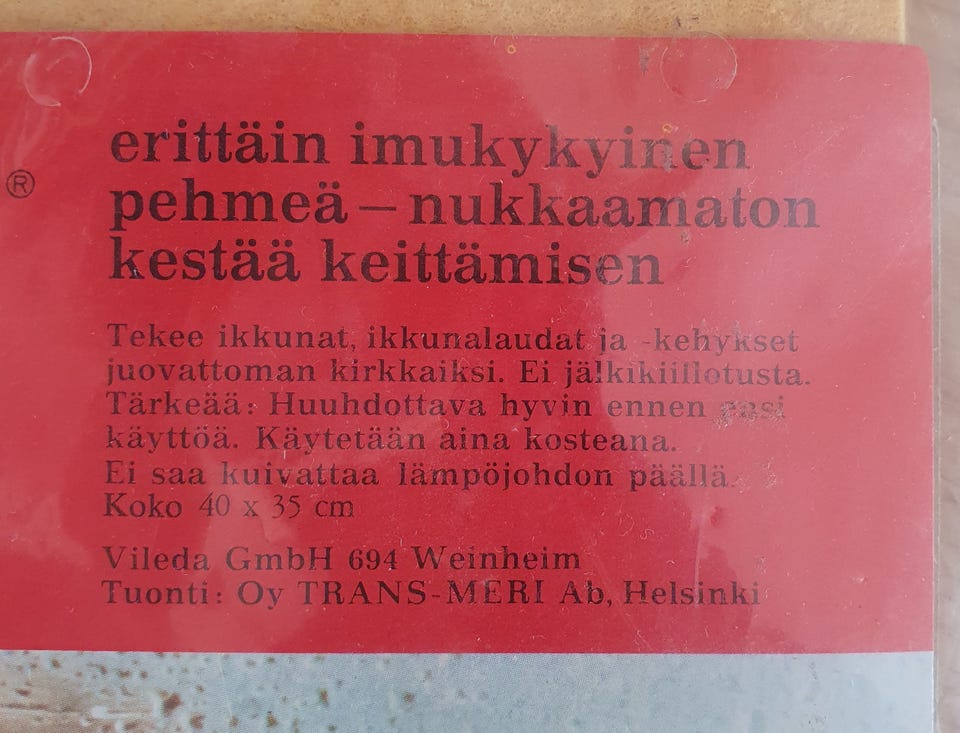 erittäin imukykyinen
®
pehmeä – nukkaamaton
kestää keittämisen
Tekee ikkunat, ikkunalaudat ja -kehykset
juovattoman kirkkaiksi. Ei jälkikiillotusta.
Tärkeää: Huuhdottava hyvin ennen ensi
käyttöä. Käytetään aina kosteana.
Ei saa kuivattaa lämpöjohdon päällä.
Koko 40 x 35 cm
Vileda GmbH 694 Weinheim
Tuonti: Oy TRANS-MERI Ab, Helsinki